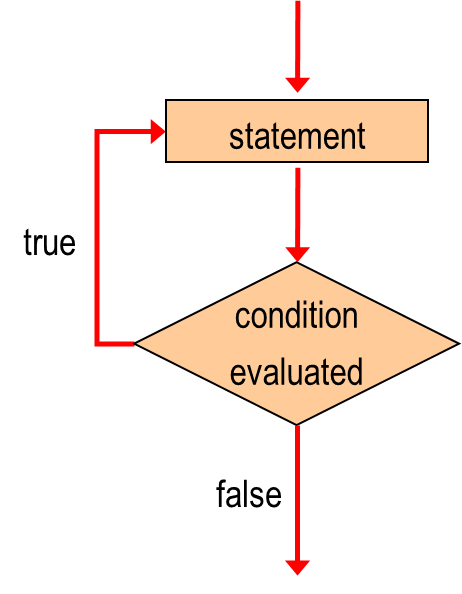 statement
true
condition
evaluated
false